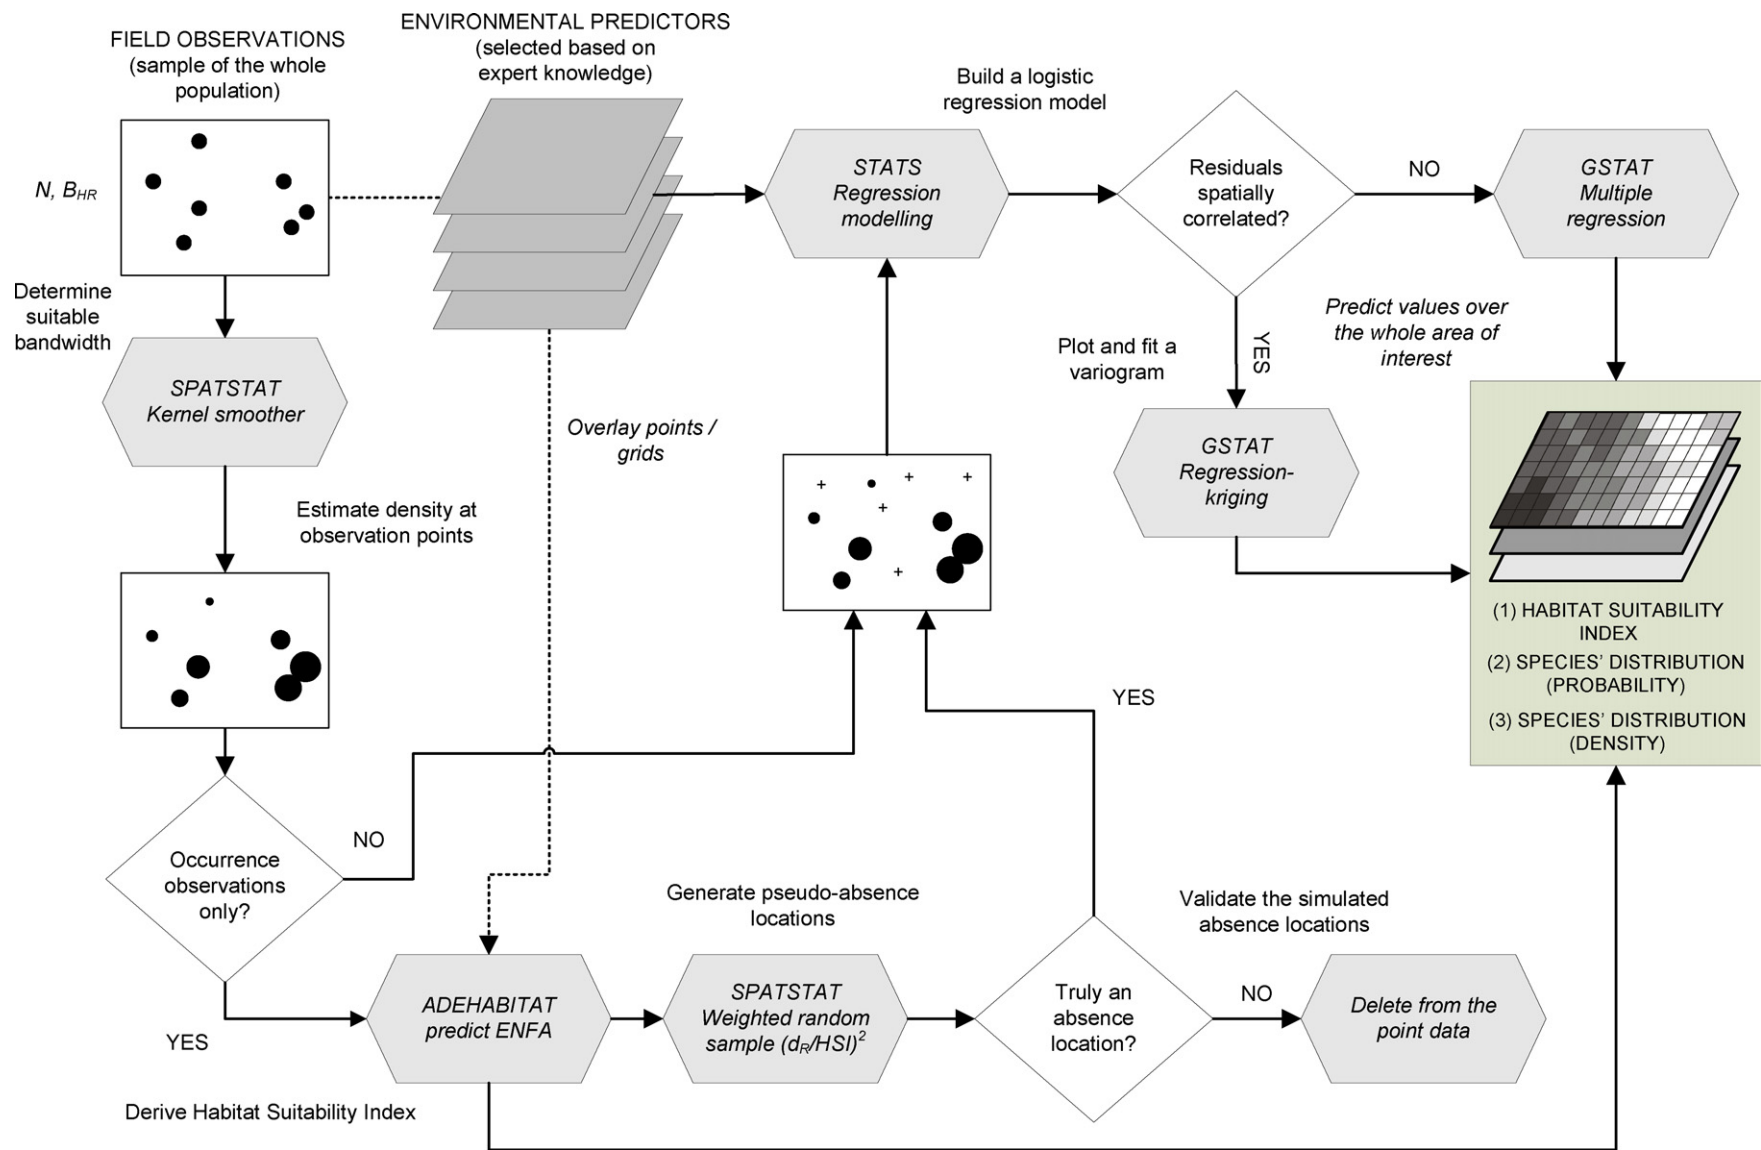 FIELD OBSERVATIONS
(sample of the whole
population)
ENVIRONMENTAL PREDICTORS
(selected based on
expert knowledge)
N, B_HR
Determine
suitable
bandwidth
SPATSTAT
Kernel smoother
Estimate density at
observation points
Occurrence
observations
only?
NO
YES
Overlay points /
grids
STATS
Regression
modelling
Build a logistic
regression model
Residuals
spatially
correlated?
NO
GSTAT
Multiple
regression
YES
Plot and fit a
variogram
Predict values over
the whole area of
interest
GSTAT
Regression-
kriging
(1) HABITAT SUITABILITY
INDEX
(2) SPECIES' DISTRIBUTION
(PROBABILITY)
(3) SPECIES' DISTRIBUTION
(DENSITY)
ADEHABITAT
predict ENFA
Derive Habitat Suitability Index
Generate pseudo-absence
locations
SPATSTAT
Weighted random
sample (d_R/HSI)²
Truly an
absence
location?
YES
NO
Validate the simulated
absence locations
Delete from the
point data